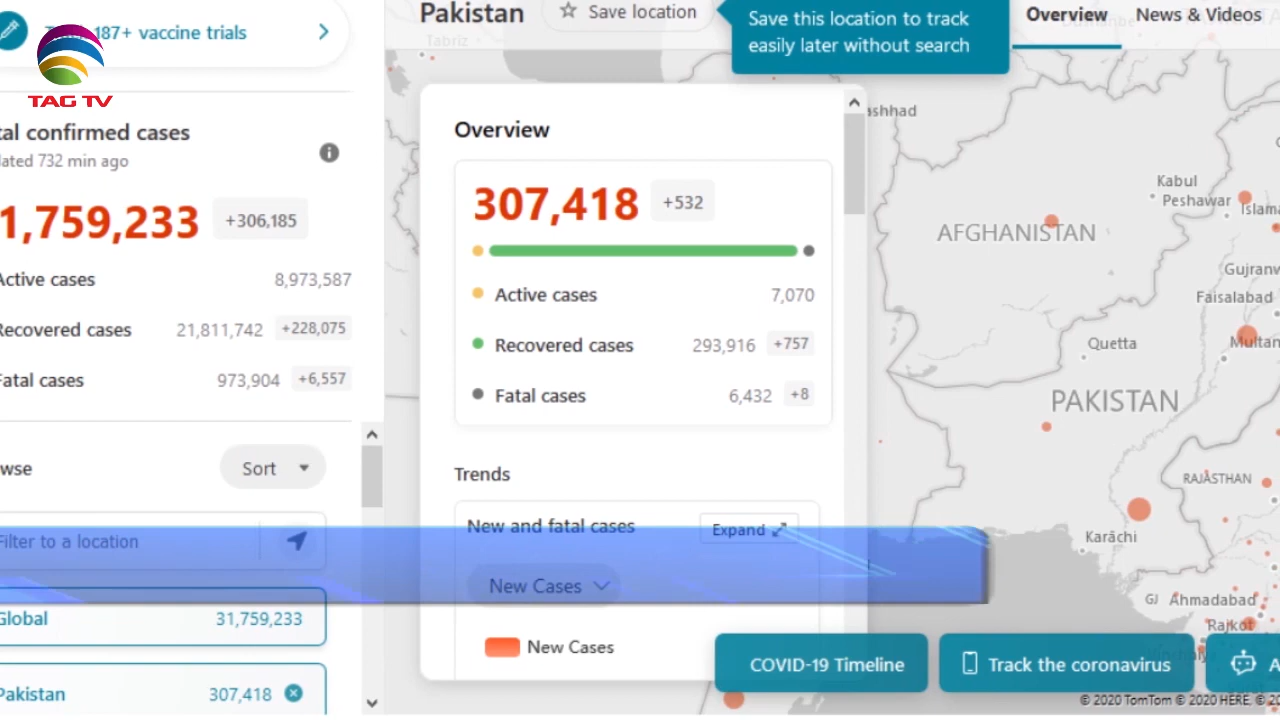 187+ vaccine trials
TAG TV
tal confirmed cases
lated 732 min ago
1,759,233 +306,185
Active cases 8,973,587
Recovered cases 21,811,742 +228,075
Fatal cases 973,904 +6,557
wse
Sort
Filter to a location
Global 31,759,233
Pakistan 307,418
Pakistan
Save location
Save this location to track
easily later without search
Overview
News & Videos
Tabriz
Overview
307,418 +532
Active cases 7,070
Recovered cases 293,916 +757
Fatal cases 6,432 +8
Trends
New and fatal cases
Expand
New Cases
New Cases
ashhad
Kabul
Peshawar
Islama
AFGHANISTAN
Gujranw
Faisalabad
Multan
Quetta
PAKISTAN
RAJASTHAN
Karāchi
GJ Ahmadabad
Rajkot
COVID-19 Timeline
Track the coronavirus
A
© 2020 TomTom © 2020 HERE, © 20